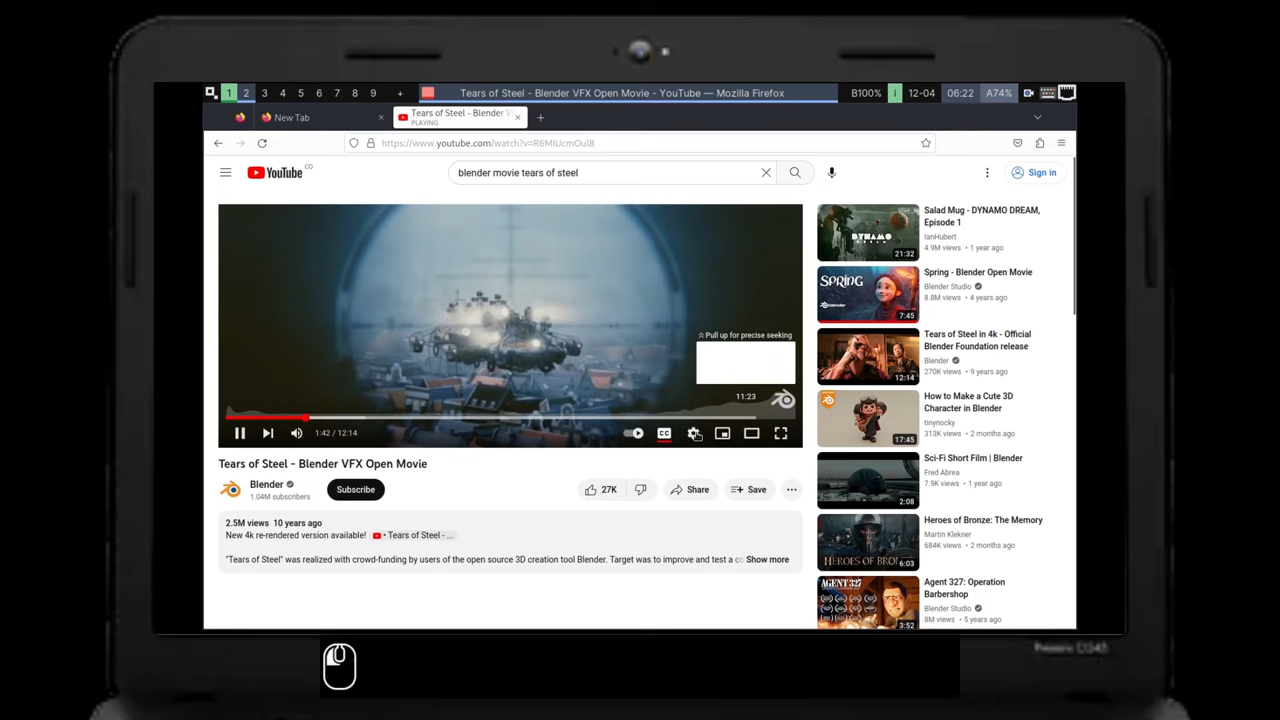 1 2 3 4 5 6 7 8 9 +
Tears of Steel - Blender VFX Open Movie - YouTube — Mozilla Firefox
B100% i 12-04 06:22 A74%
New Tab
Tears of Steel - Blender V
PLAYING
https://www.youtube.com/watch?v=R6MlUcmOul8
YouTube CO
blender movie tears of steel
Sign in
Pull up for precise seeking
11:23
CC
1:42 / 12:14
Tears of Steel - Blender VFX Open Movie
Blender
1.04M subscribers
Subscribe
27K
Share
Save
2.5M views 10 years ago
New 4k re-rendered version available! • Tears of Steel - ...
"Tears of Steel" was realized with crowd-funding by users of the open source 3D creation tool Blender. Target was to improve and test a co Show more
DYNAMO
DREAM
21:32
Salad Mug - DYNAMO DREAM,
Episode 1
IanHubert
4.9M views • 1 year ago
SPRING
blender
7:45
Spring - Blender Open Movie
Blender Studio
8.8M views • 4 years ago
12:14
Tears of Steel in 4k - Official
Blender Foundation release
Blender
270K views • 9 years ago
17:45
How to Make a Cute 3D
Character in Blender
tinynocky
313K views • 2 months ago
2:08
Sci-Fi Short Film | Blender
Fred Abrea
7.9K views • 1 year ago
HEROES OF BRO
6:03
Heroes of Bronze: The Memory
Martin Klekner
684K views • 2 months ago
AGENT 327
3:52
Agent 327: Operation
Barbershop
Blender Studio
8M views • 5 years ago